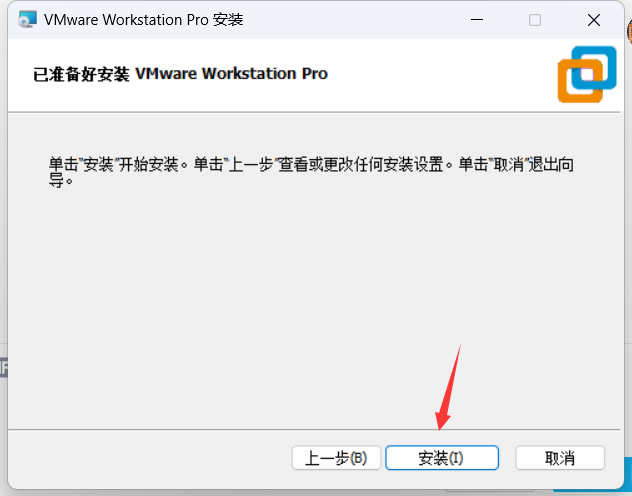 VMware Workstation Pro 安装
已准备好安装 VMware Workstation Pro
单击"安装"开始安装。单击"上一步"查看或更改任何安装设置。单击"取消"退出向
导。
上一步(B)
安装(I)
取消